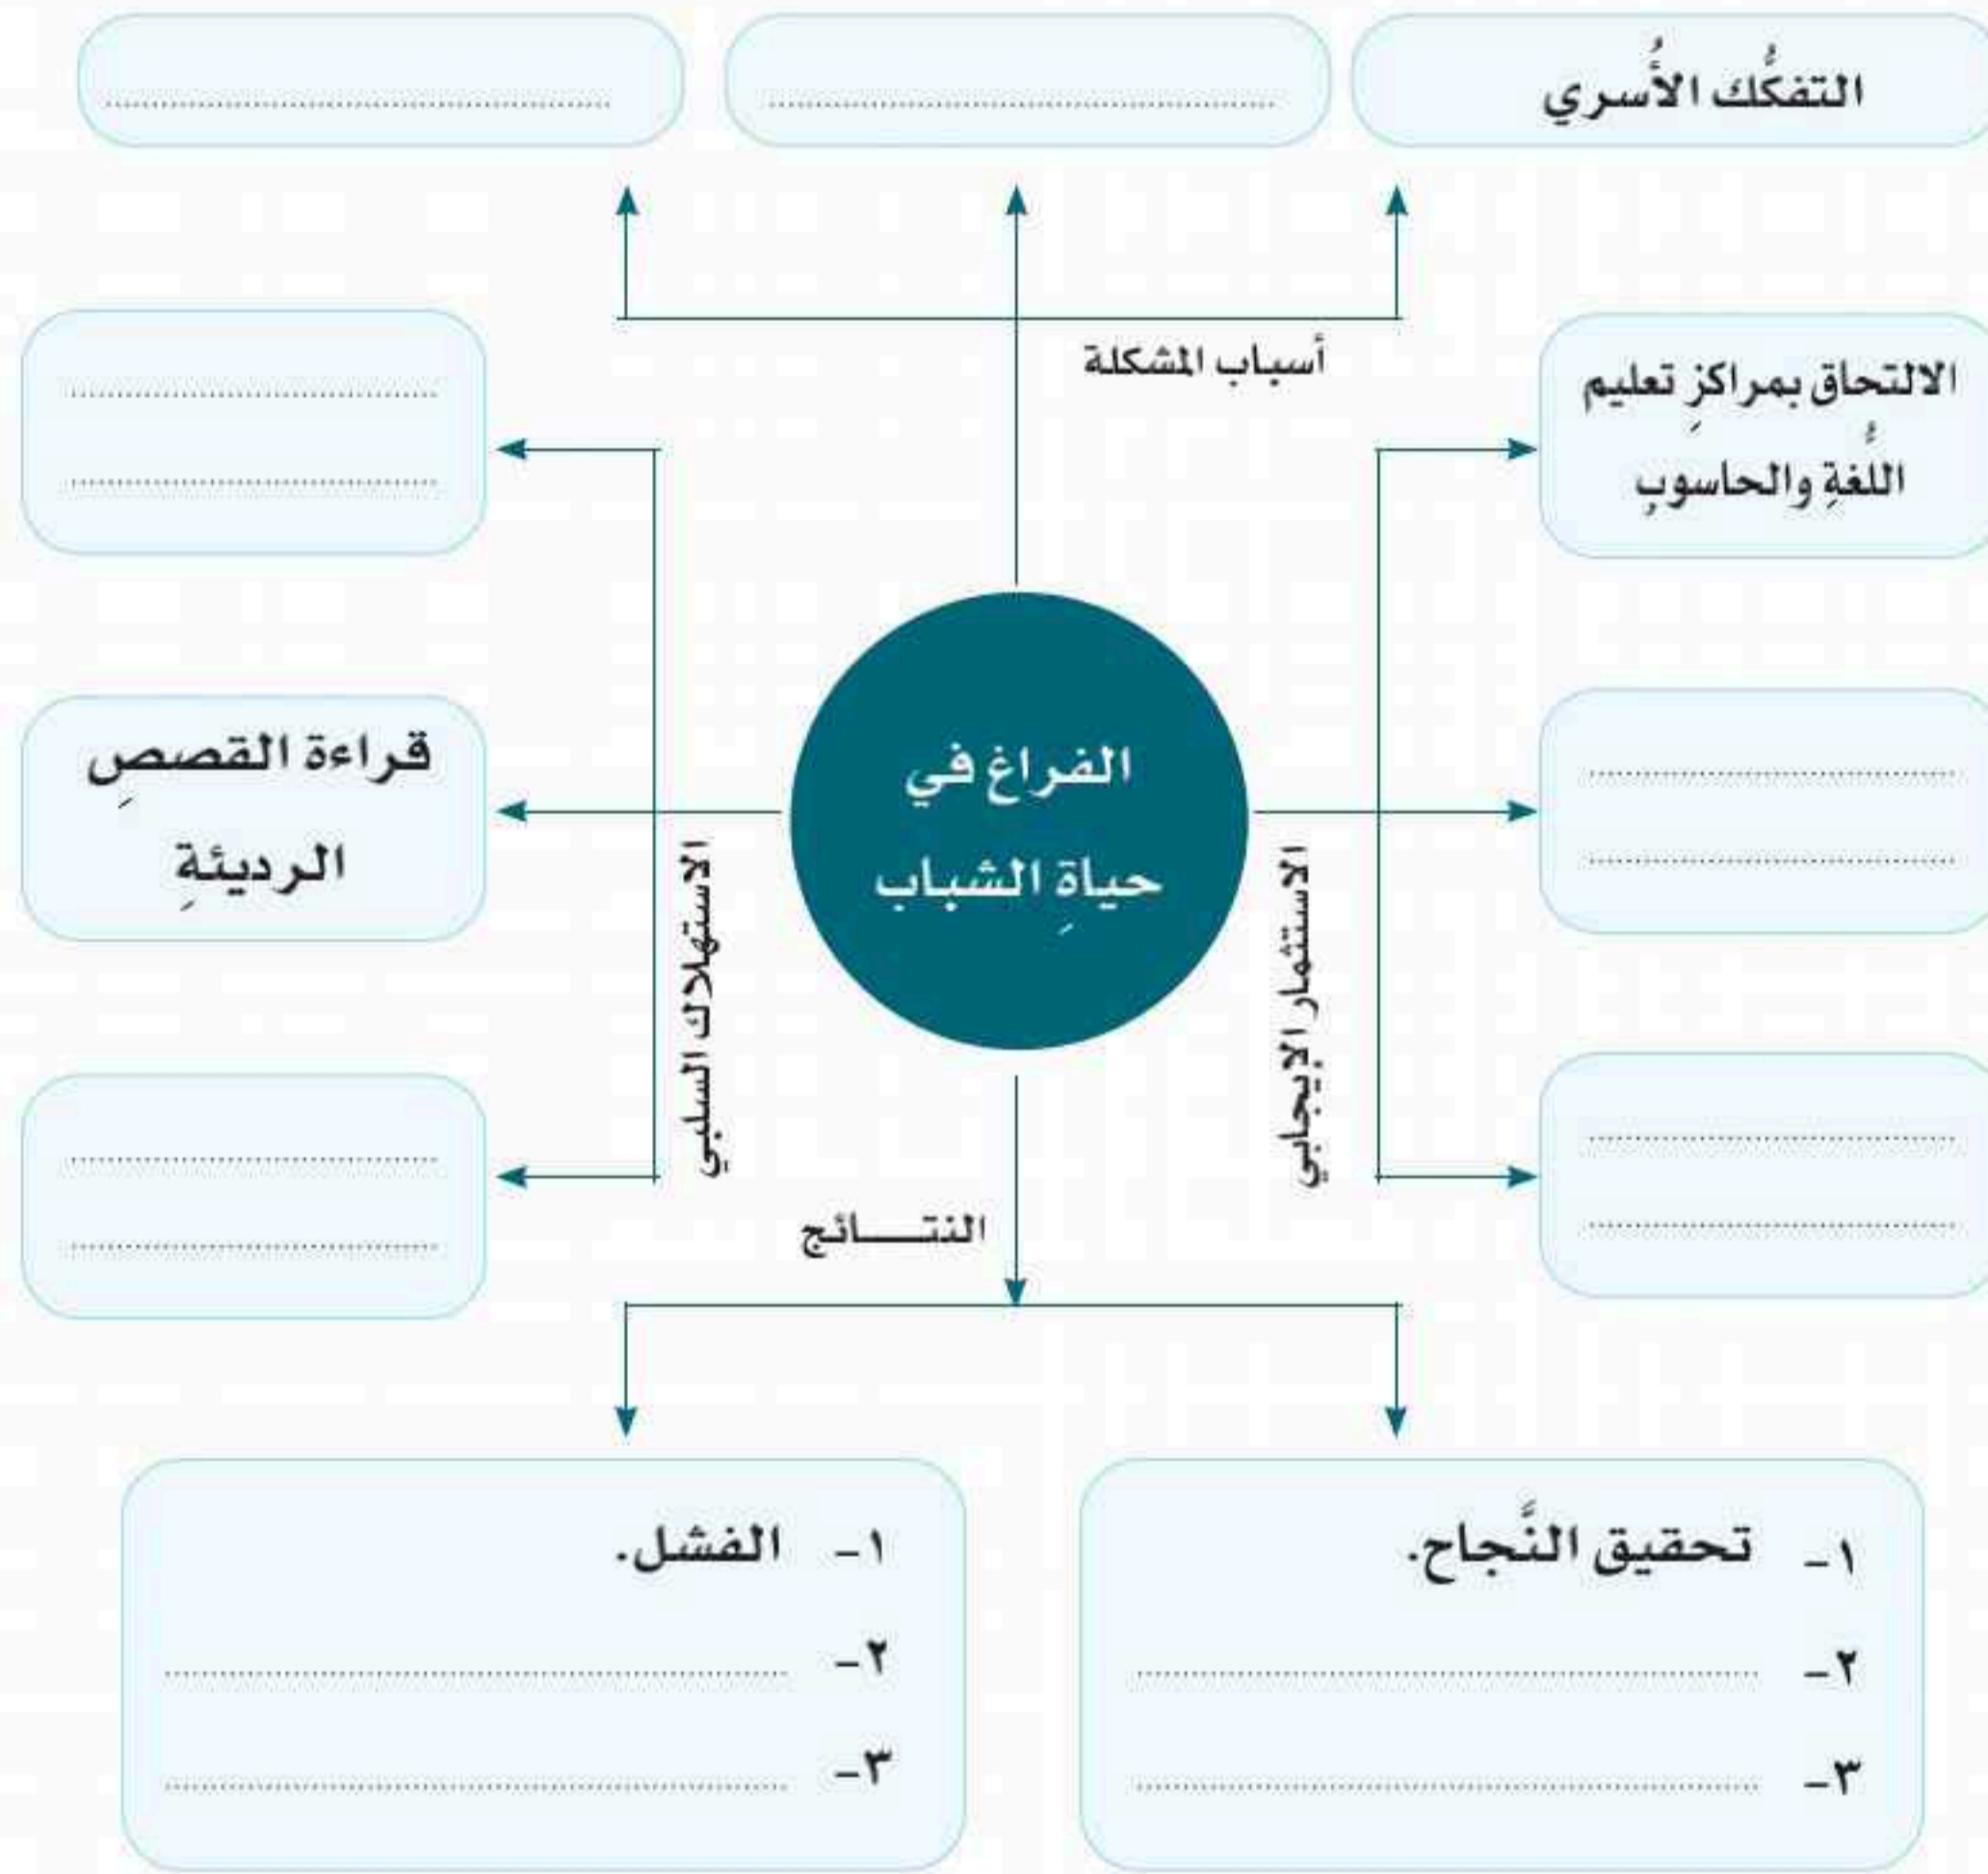 التفكُّك الأُسري
أسباب المشكلة
الالتحاق بمراكزِ تعليم
اللُّغةِ والحاسوبِ
الفراغ في
حياةِ الشباب
قراءة القصصِ
الرديئةِ
الاستثمار الإيجابي
الاستهلاك السلبي
النتـــائج
١- تحقيق النَّجاح.
٢-
٣-
١- الفشل.
٢-
٣-